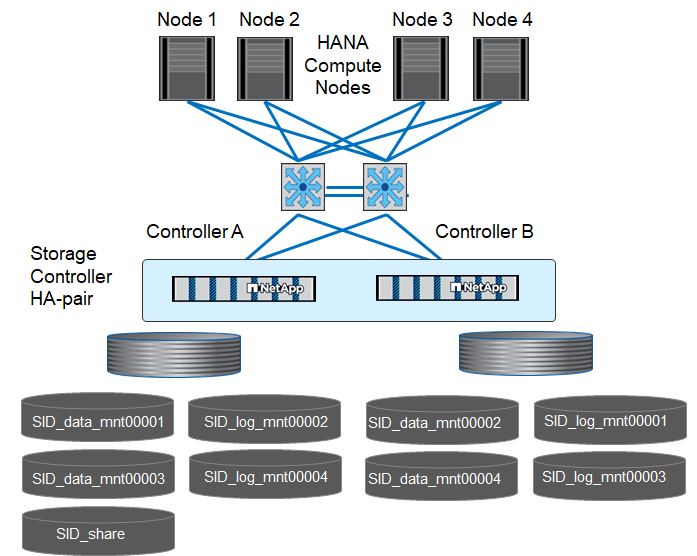 Node 1
Node 2
Node 3
Node 4
HANA
Compute
Nodes
Controller A
Controller B
Storage
Controller
HA-pair
NetApp
NetApp
SID_data_mnt00001
SID_log_mnt00002
SID_data_mnt00002
SID_log_mnt00001
SID_data_mnt00003
SID_log_mnt00004
SID_data_mnt00004
SID_log_mnt00003
SID_share